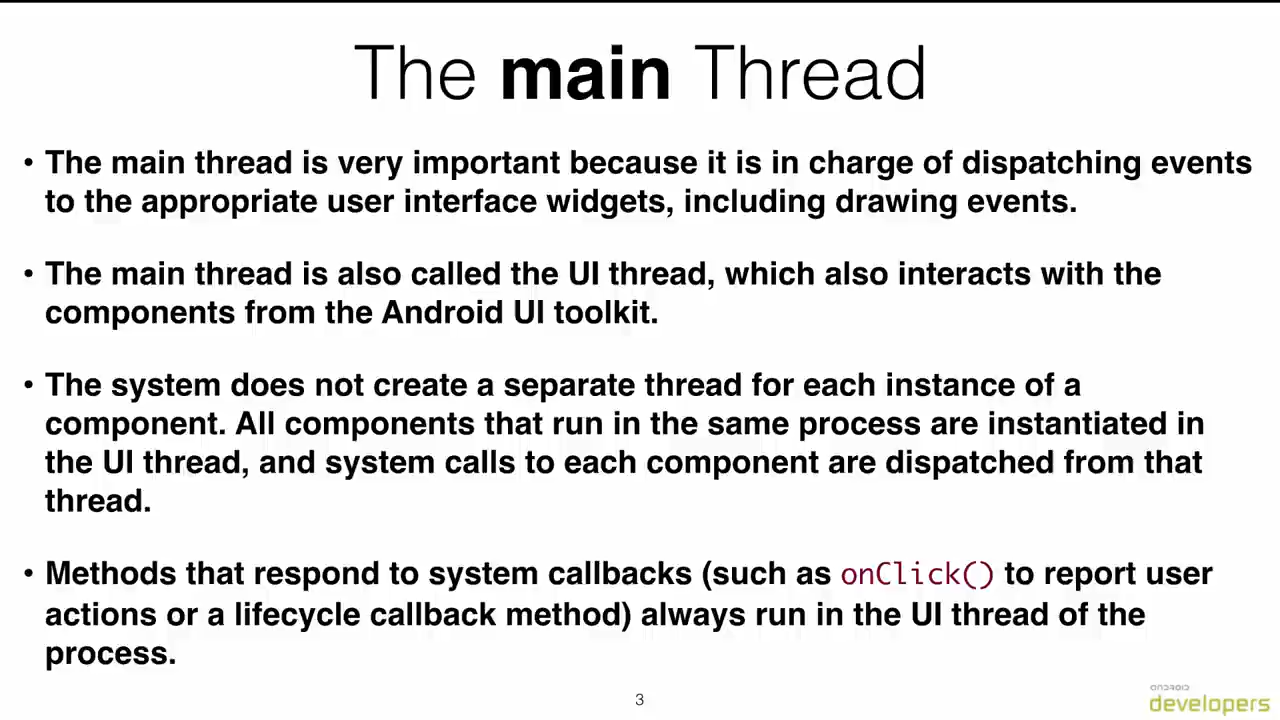 The main Thread
• The main thread is very important because it is in charge of dispatching events
to the appropriate user interface widgets, including drawing events.
• The main thread is also called the UI thread, which also interacts with the
components from the Android UI toolkit.
• The system does not create a separate thread for each instance of a
component. All components that run in the same process are instantiated in
the UI thread, and system calls to each component are dispatched from that
thread.
• Methods that respond to system callbacks (such as onClick() to report user
actions or a lifecycle callback method) always run in the UI thread of the
process.
3
ANDROID
developers